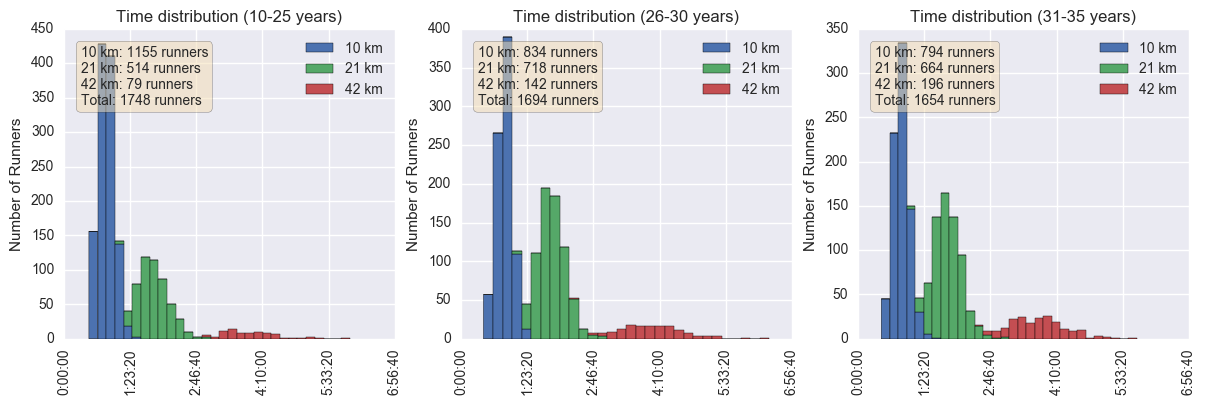 Time distribution (10-25 years)
450
400
350
300
250
200
150
100
50
0
Number of Runners
10 km: 1155 runners
21 km: 514 runners
42 km: 79 runners
Total: 1748 runners
10 km
21 km
42 km
0:00:00
1:23:20
2:46:40
4:10:00
5:33:20
6:56:40
Time distribution (26-30 years)
400
350
300
250
200
150
100
50
0
Number of Runners
10 km: 834 runners
21 km: 718 runners
42 km: 142 runners
Total: 1694 runners
10 km
21 km
42 km
0:00:00
1:23:20
2:46:40
4:10:00
5:33:20
6:56:40
Time distribution (31-35 years)
350
300
250
200
150
100
50
0
Number of Runners
10 km: 794 runners
21 km: 664 runners
42 km: 196 runners
Total: 1654 runners
10 km
21 km
42 km
0:00:00
1:23:20
2:46:40
4:10:00
5:33:20
6:56:40